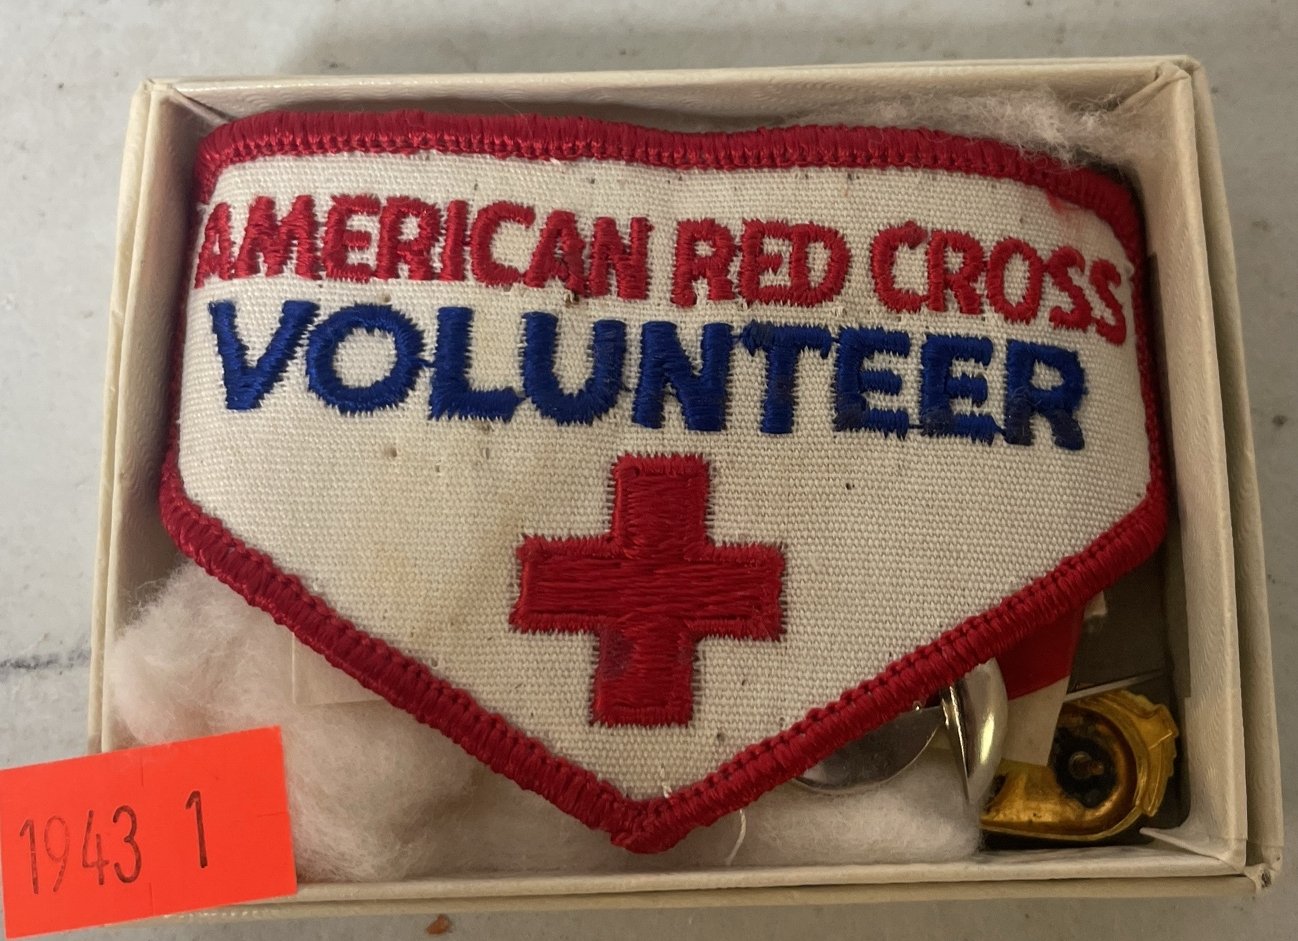 AMERICAN RED CROSS
VOLUNTEER
1943 1